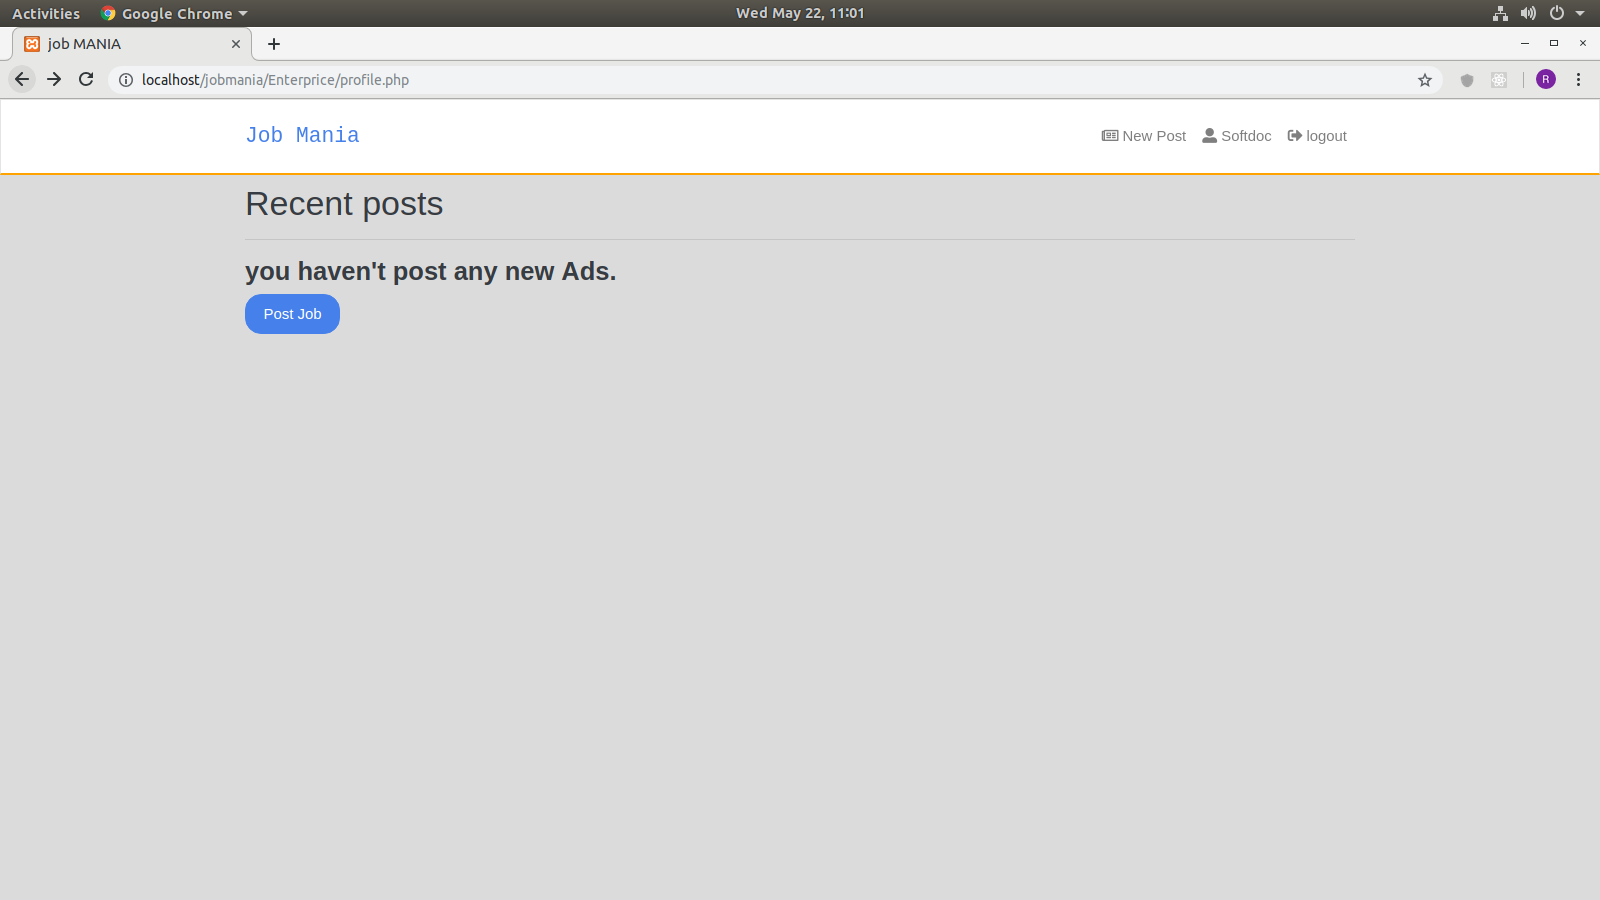 Activities Google Chrome Wed May 22, 11:01
job MANIA
localhost/jobmania/Enterprice/profile.php R
Job Mania New Post Softdoc logout
Recent posts
you haven't post any new Ads.
Post Job